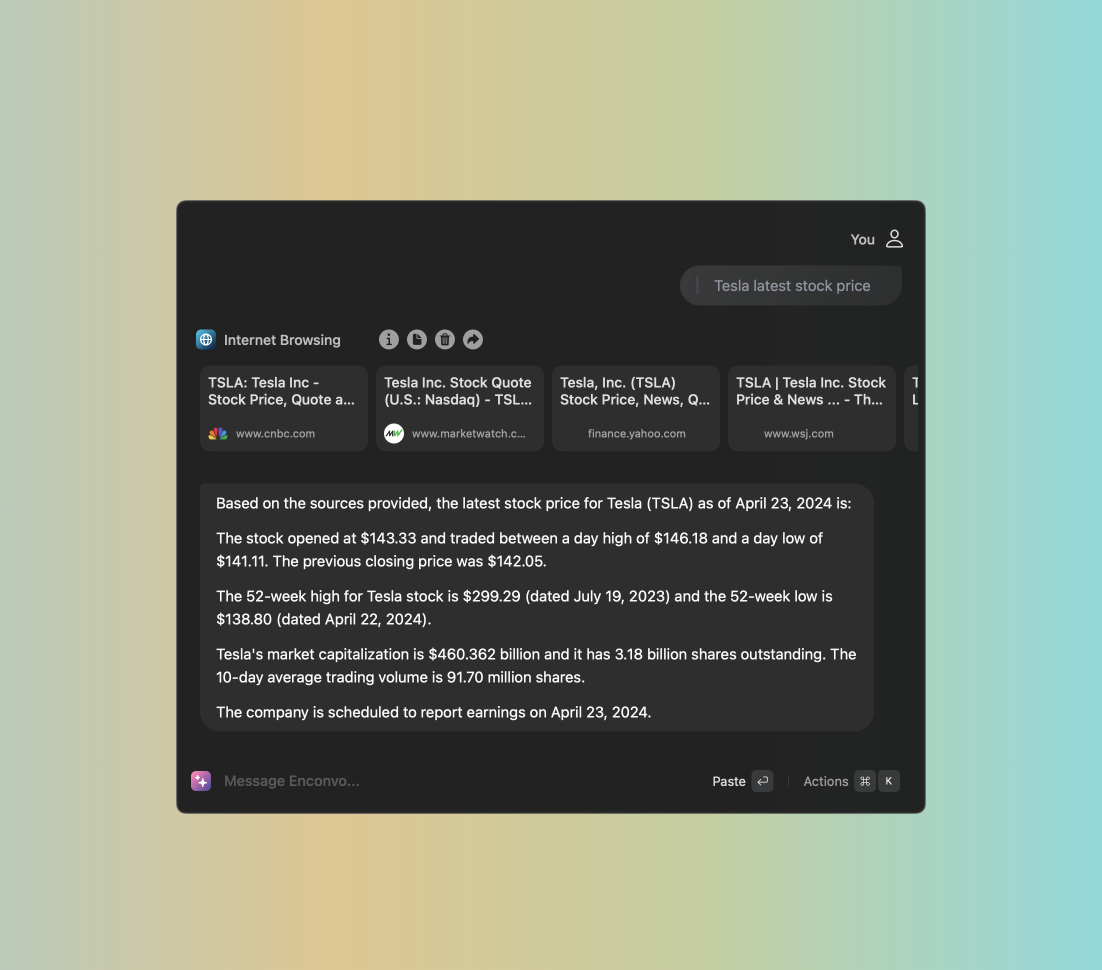 You
Tesla latest stock price
Internet Browsing
TSLA: Tesla Inc -
Stock Price, Quote a...
www.cnbc.com
Tesla Inc. Stock Quote
(U.S.: Nasdaq) - TSL...
MW www.marketwatch.c...
Tesla, Inc. (TSLA)
Stock Price, News, Q...
finance.yahoo.com
TSLA | Tesla Inc. Stock
Price & News ... - Th...
www.wsj.com
Based on the sources provided, the latest stock price for Tesla (TSLA) as of April 23, 2024 is:
The stock opened at $143.33 and traded between a day high of $146.18 and a day low of
$141.11. The previous closing price was $142.05.
The 52-week high for Tesla stock is $299.29 (dated July 19, 2023) and the 52-week low is
$138.80 (dated April 22, 2024).
Tesla's market capitalization is $460.362 billion and it has 3.18 billion shares outstanding. The
10-day average trading volume is 91.70 million shares.
The company is scheduled to report earnings on April 23, 2024.
Message Enconvo...
Paste ↵ | Actions ⌘ K